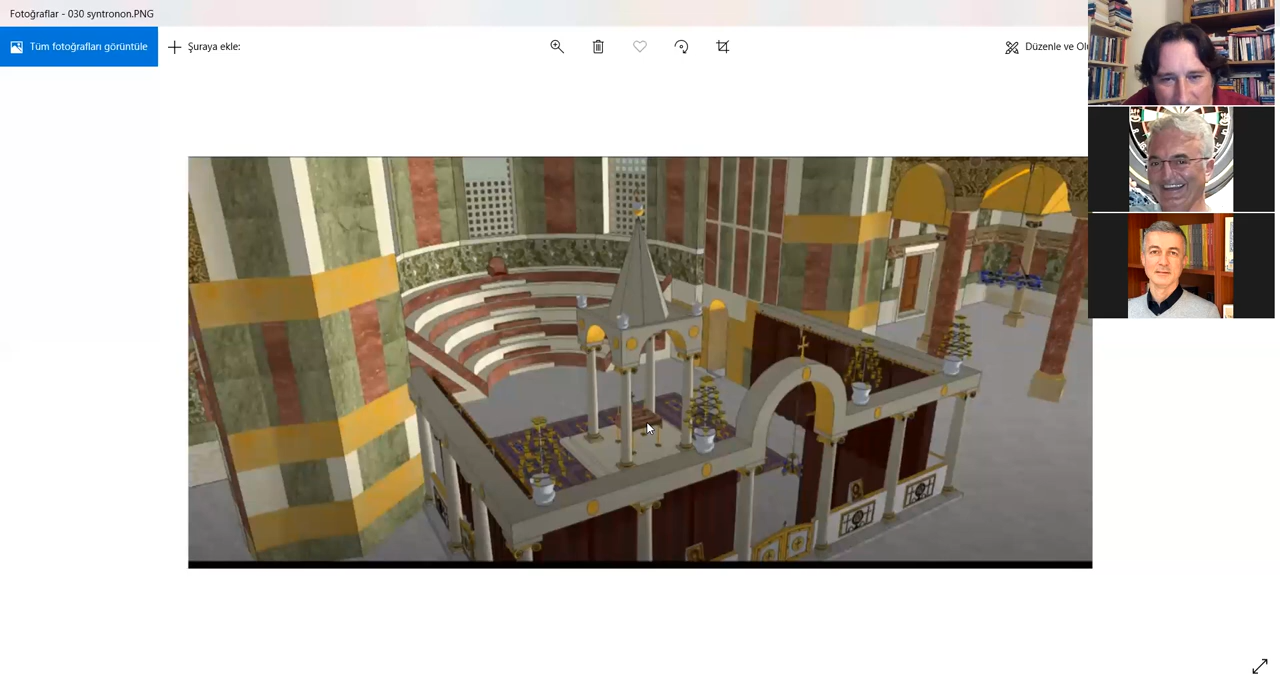 Fotoğraflar - 030 syntronon.PNG
Tüm fotoğrafları görüntüle
Şuraya ekle:
Düzenle ve Ol